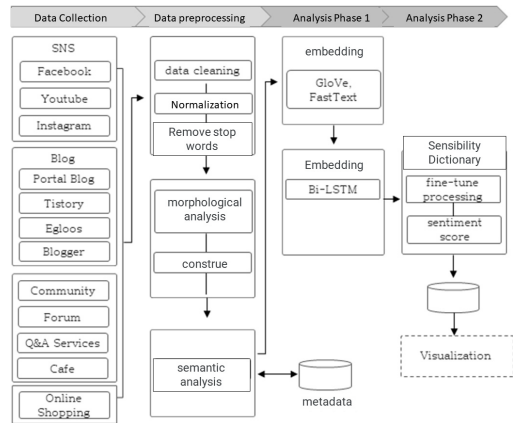 Data Collection
Data preprocessing
Analysis Phase 1
Analysis Phase 2
SNS
Facebook
Youtube
Instagram
Blog
Portal Blog
Tistory
Egloos
Blogger
Community
Forum
Q&A Services
Cafe
Online
Shopping
data cleaning
Normalization
Remove stop
words
morphological
analysis
construe
semantic
analysis
metadata
embedding
GloVe,
FastText
Embedding
Bi-LSTM
Sensibility
Dictionary
fine-tune
processing
sentiment
score
Visualization